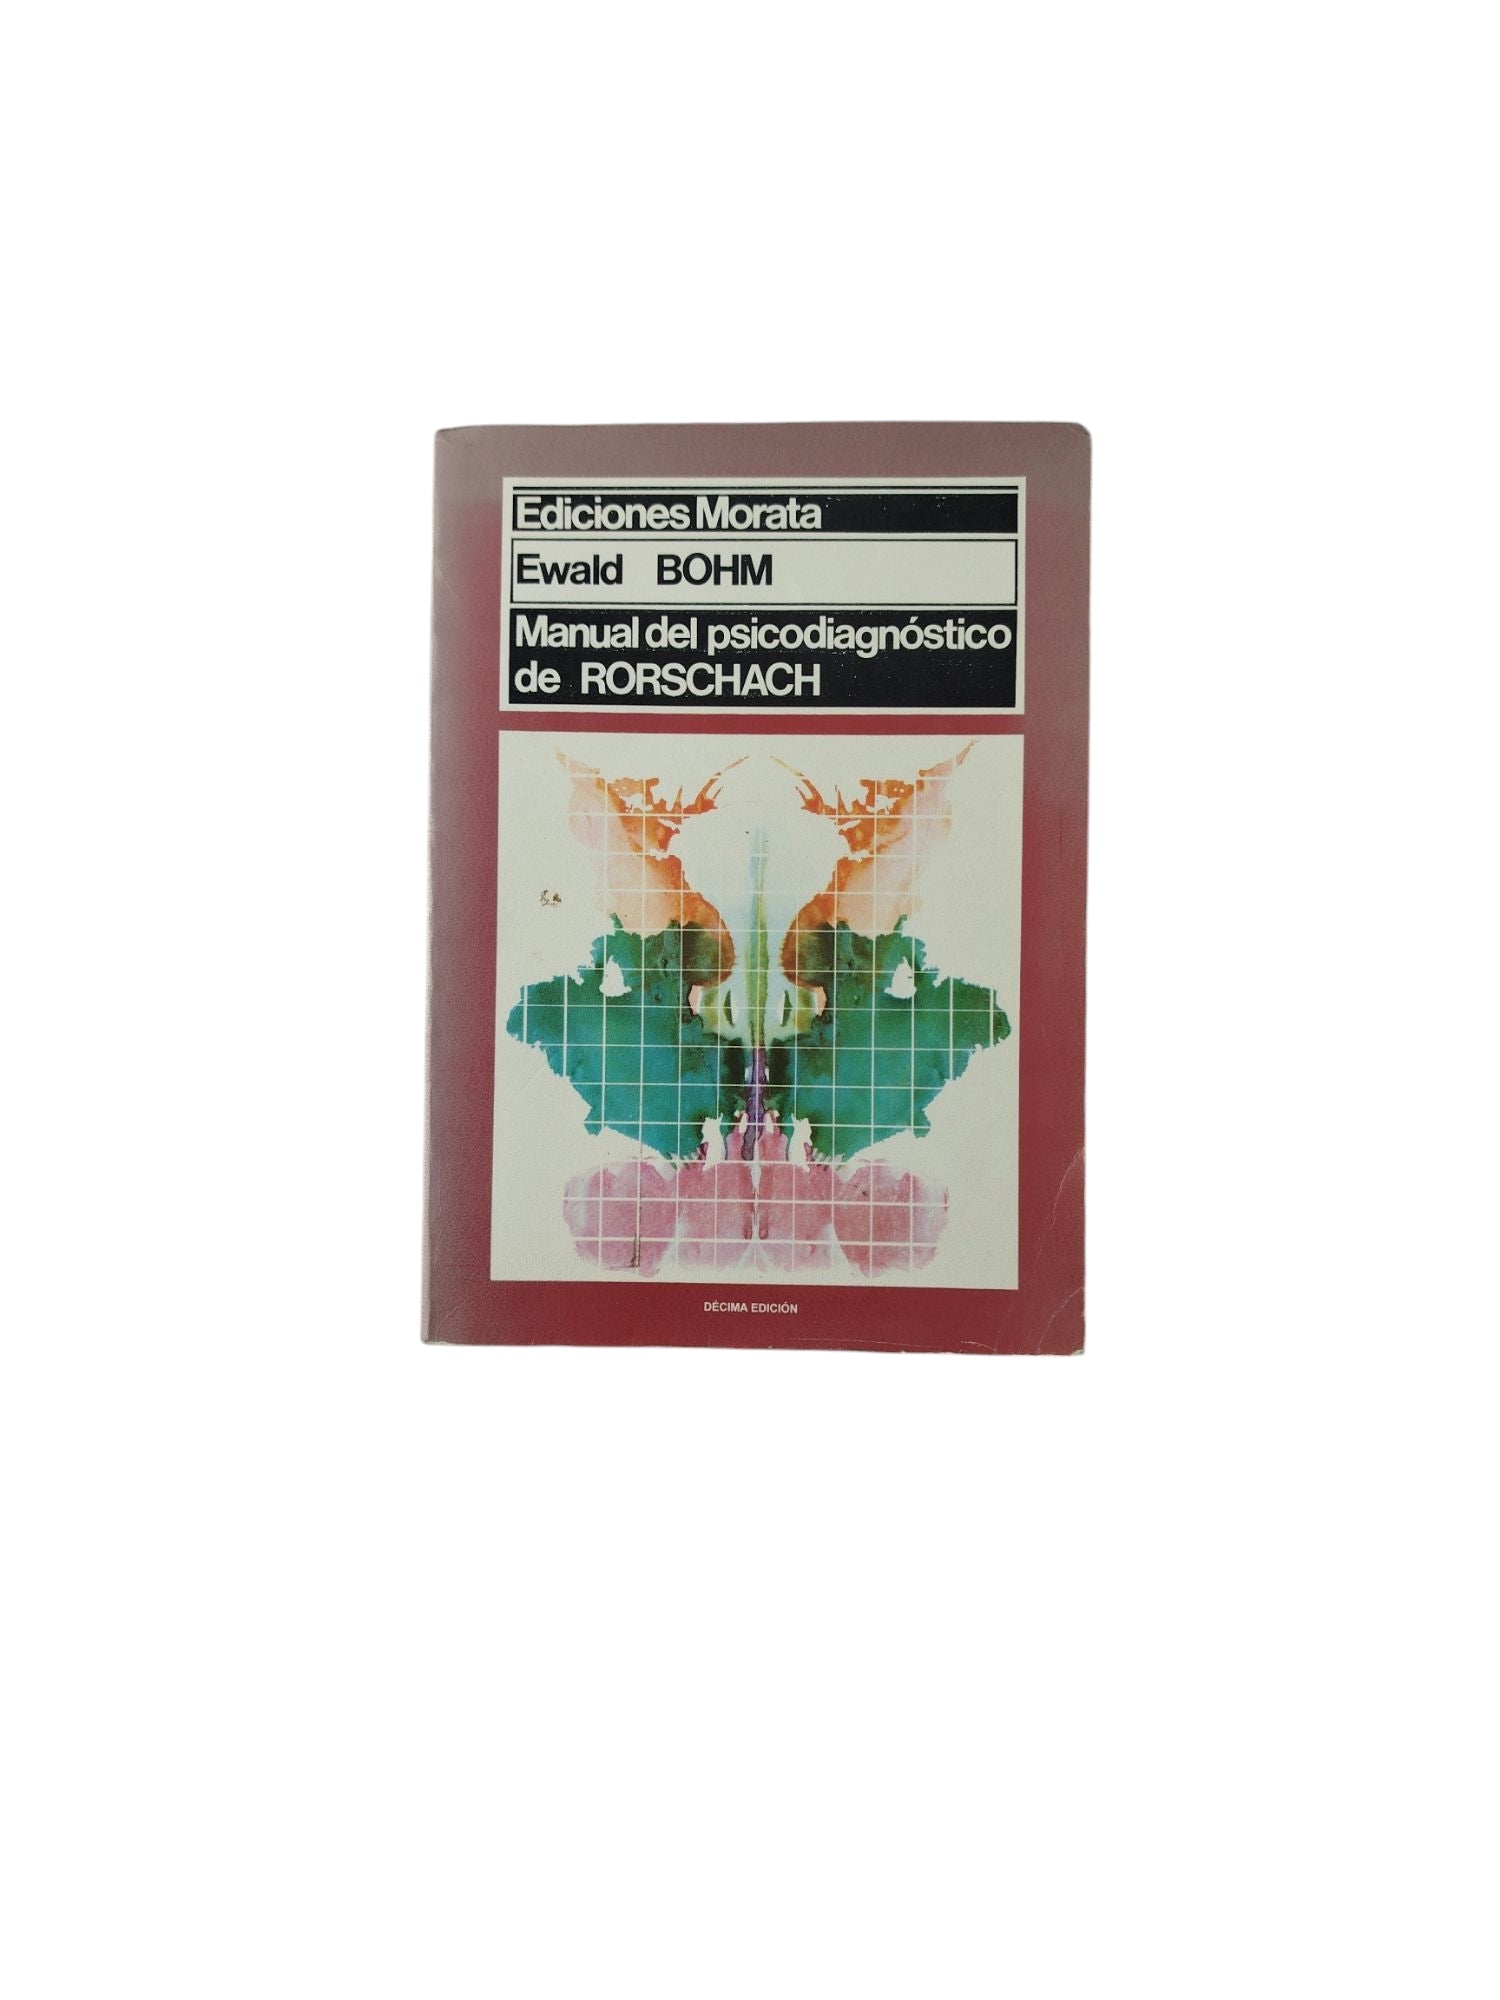 Ediciones Morata
Ewald BOHM
Manual del psicodiagnóstico
de RORSCHACH
DÉCIMA EDICIÓN